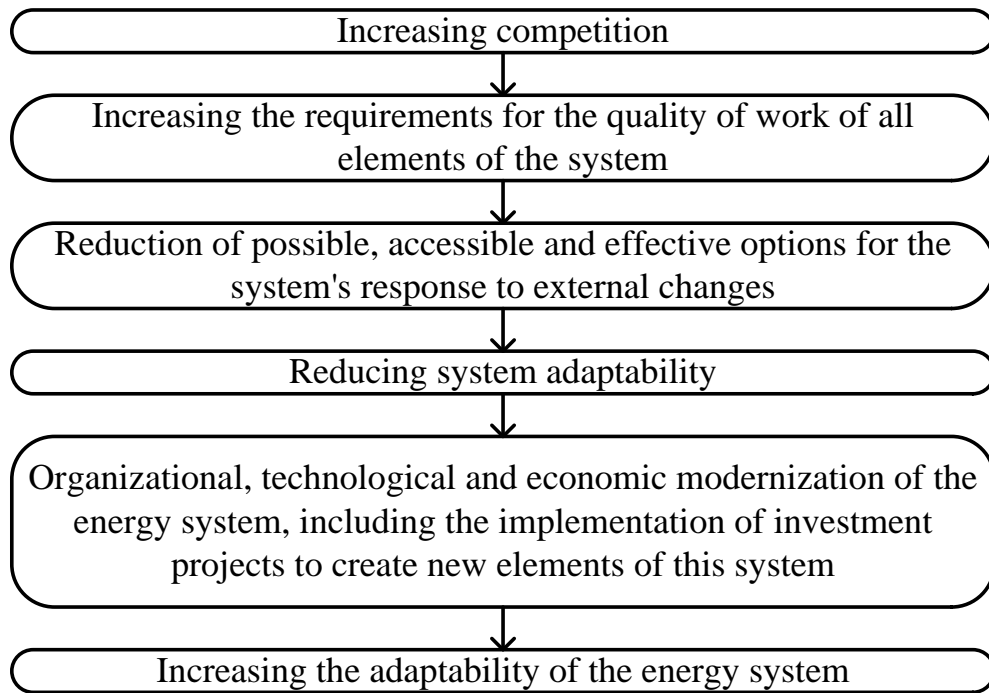 Increasing competition
Increasing the requirements for the quality of work of all
elements of the system
Reduction of possible, accessible and effective options for the
system's response to external changes
Reducing system adaptability
Organizational, technological and economic modernization of the
energy system, including the implementation of investment
projects to create new elements of this system
Increasing the adaptability of the energy system